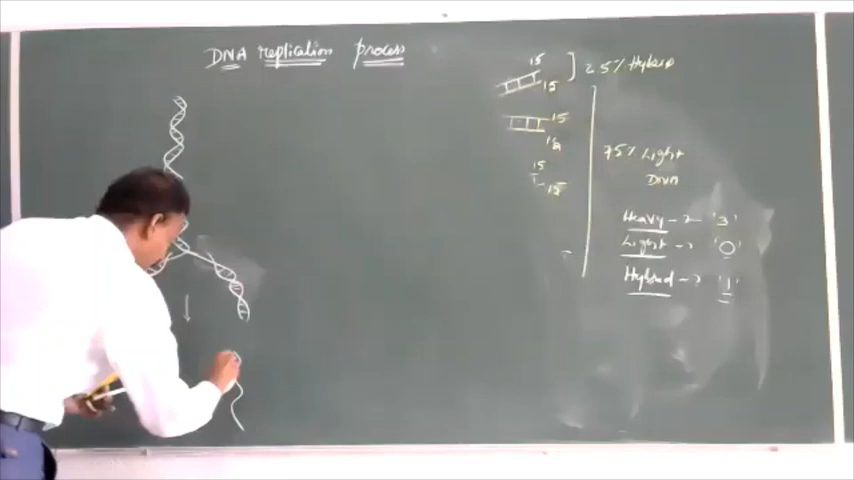 DNA replication process
15
15
25% Hybrid
15
15
15
75% Light
DNA
Heavy → '3'
Light → '0'
Hybrid → '1'